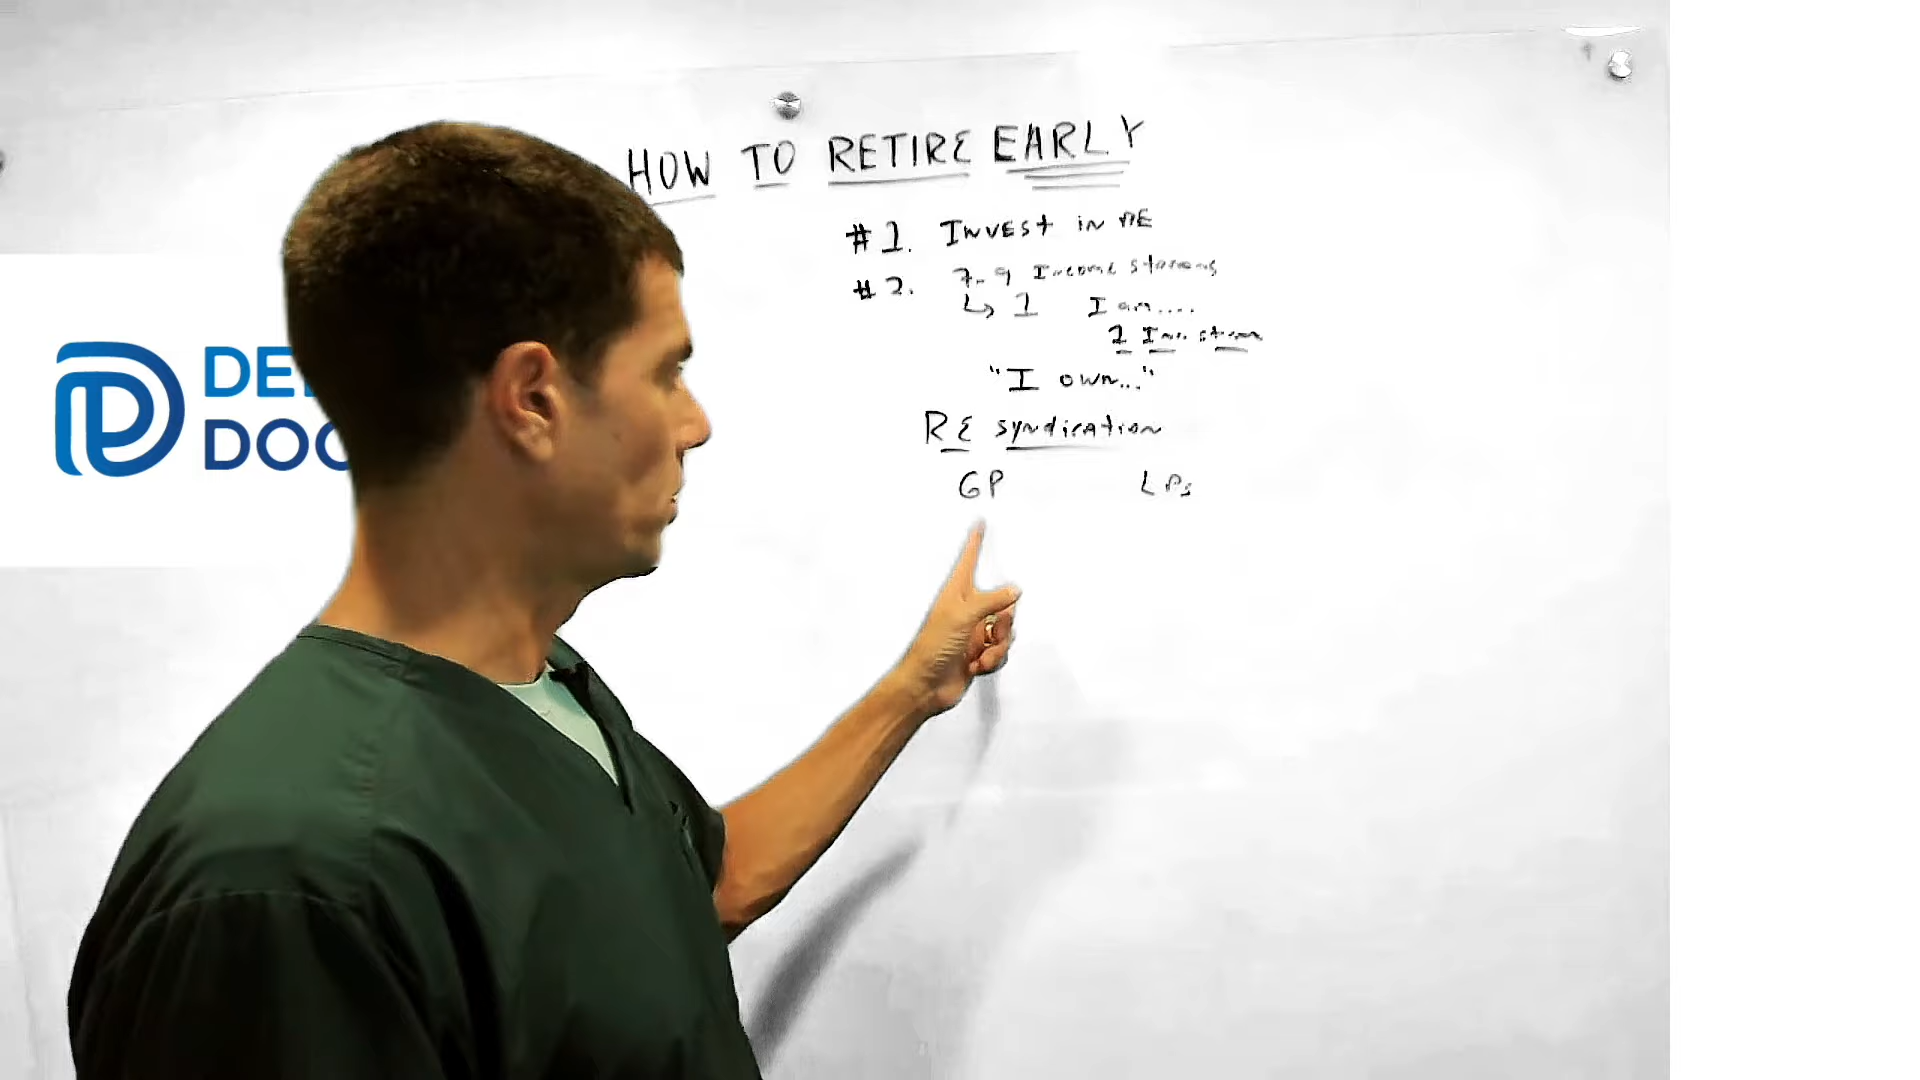 HOW TO RETIRE EARLY
#1. INVEST IN RE
#2. 7-9 Income streams
↳ 1 I am....
1 Inc. stream
"I own..."
RE syndication
GP LPs
DE
DOC